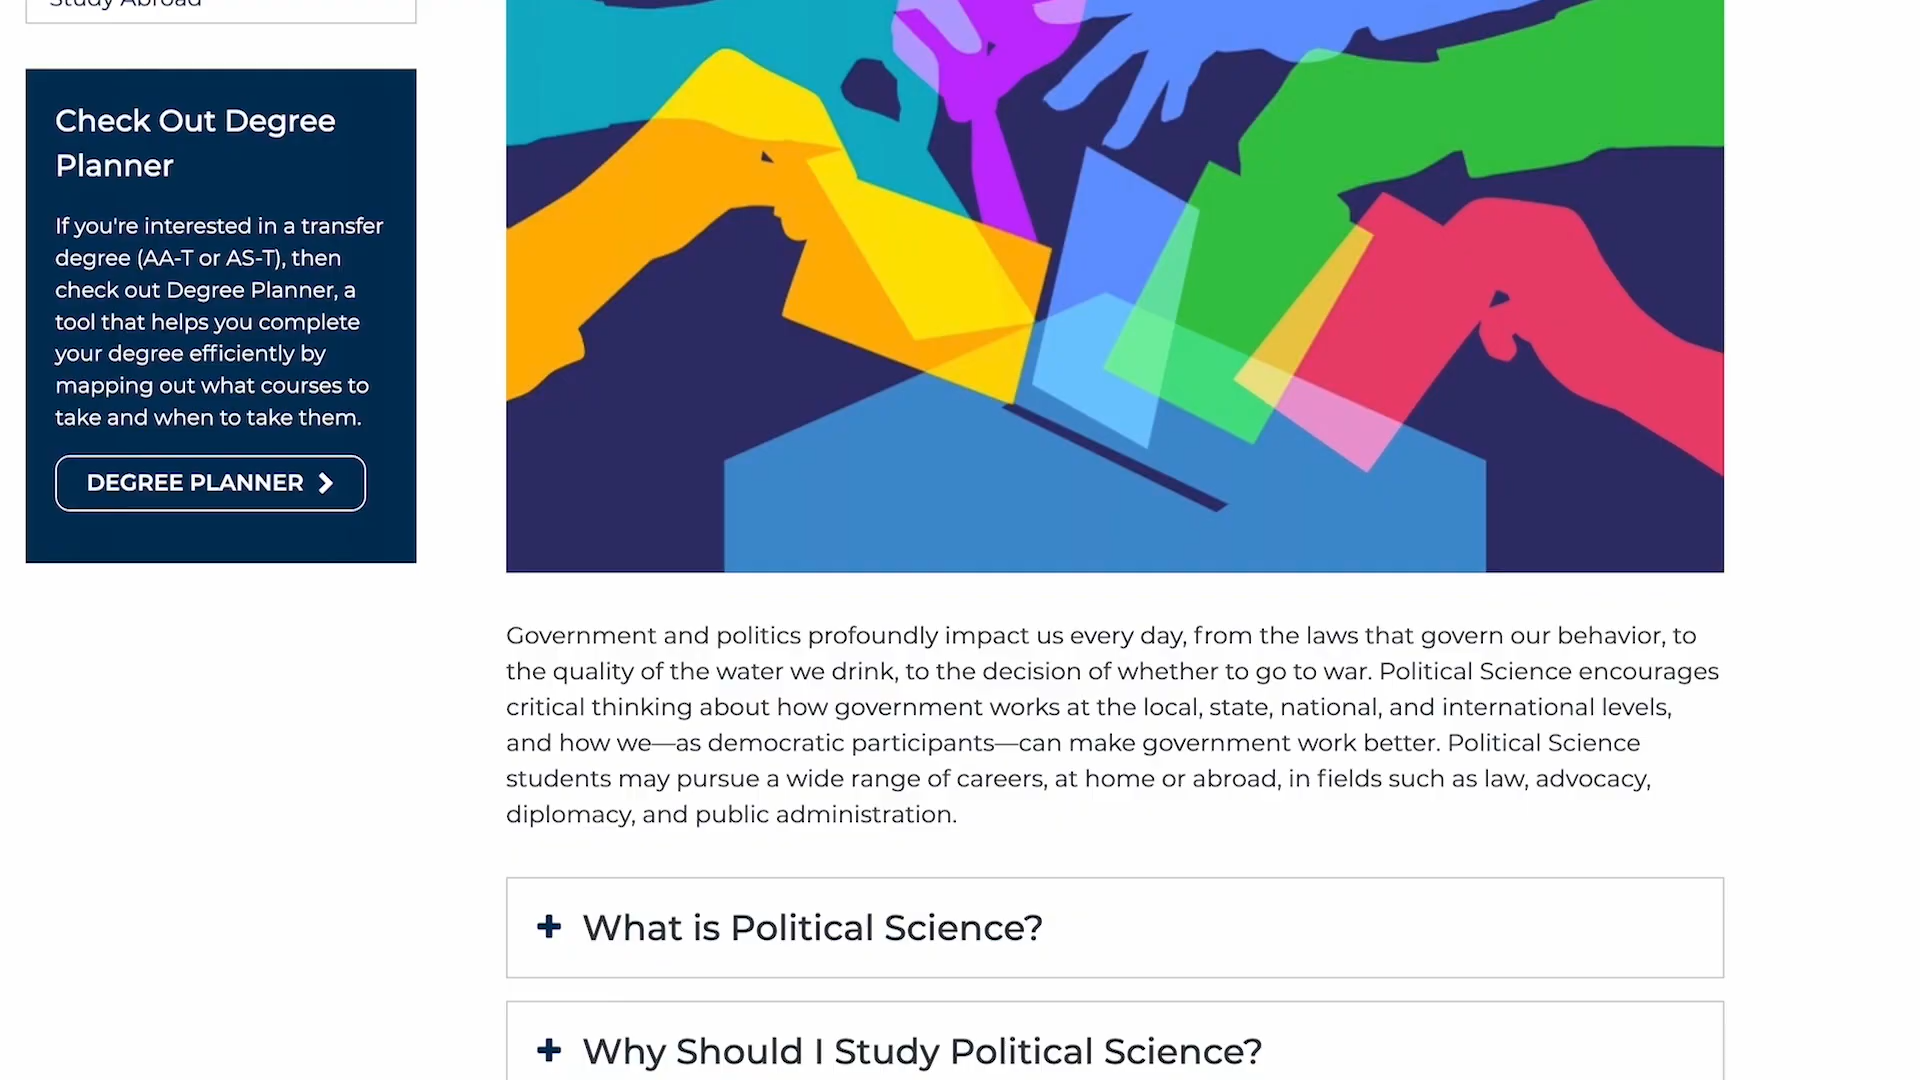 Study Abroad
Check Out Degree
Planner
If you're interested in a transfer
degree (AA-T or AS-T), then
check out Degree Planner, a
tool that helps you complete
your degree efficiently by
mapping out what courses to
take and when to take them.
DEGREE PLANNER
Government and politics profoundly impact us every day, from the laws that govern our behavior, to
the quality of the water we drink, to the decision of whether to go to war. Political Science encourages
critical thinking about how government works at the local, state, national, and international levels,
and how we—as democratic participants—can make government work better. Political Science
students may pursue a wide range of careers, at home or abroad, in fields such as law, advocacy,
diplomacy, and public administration.
What is Political Science?
Why Should I Study Political Science?